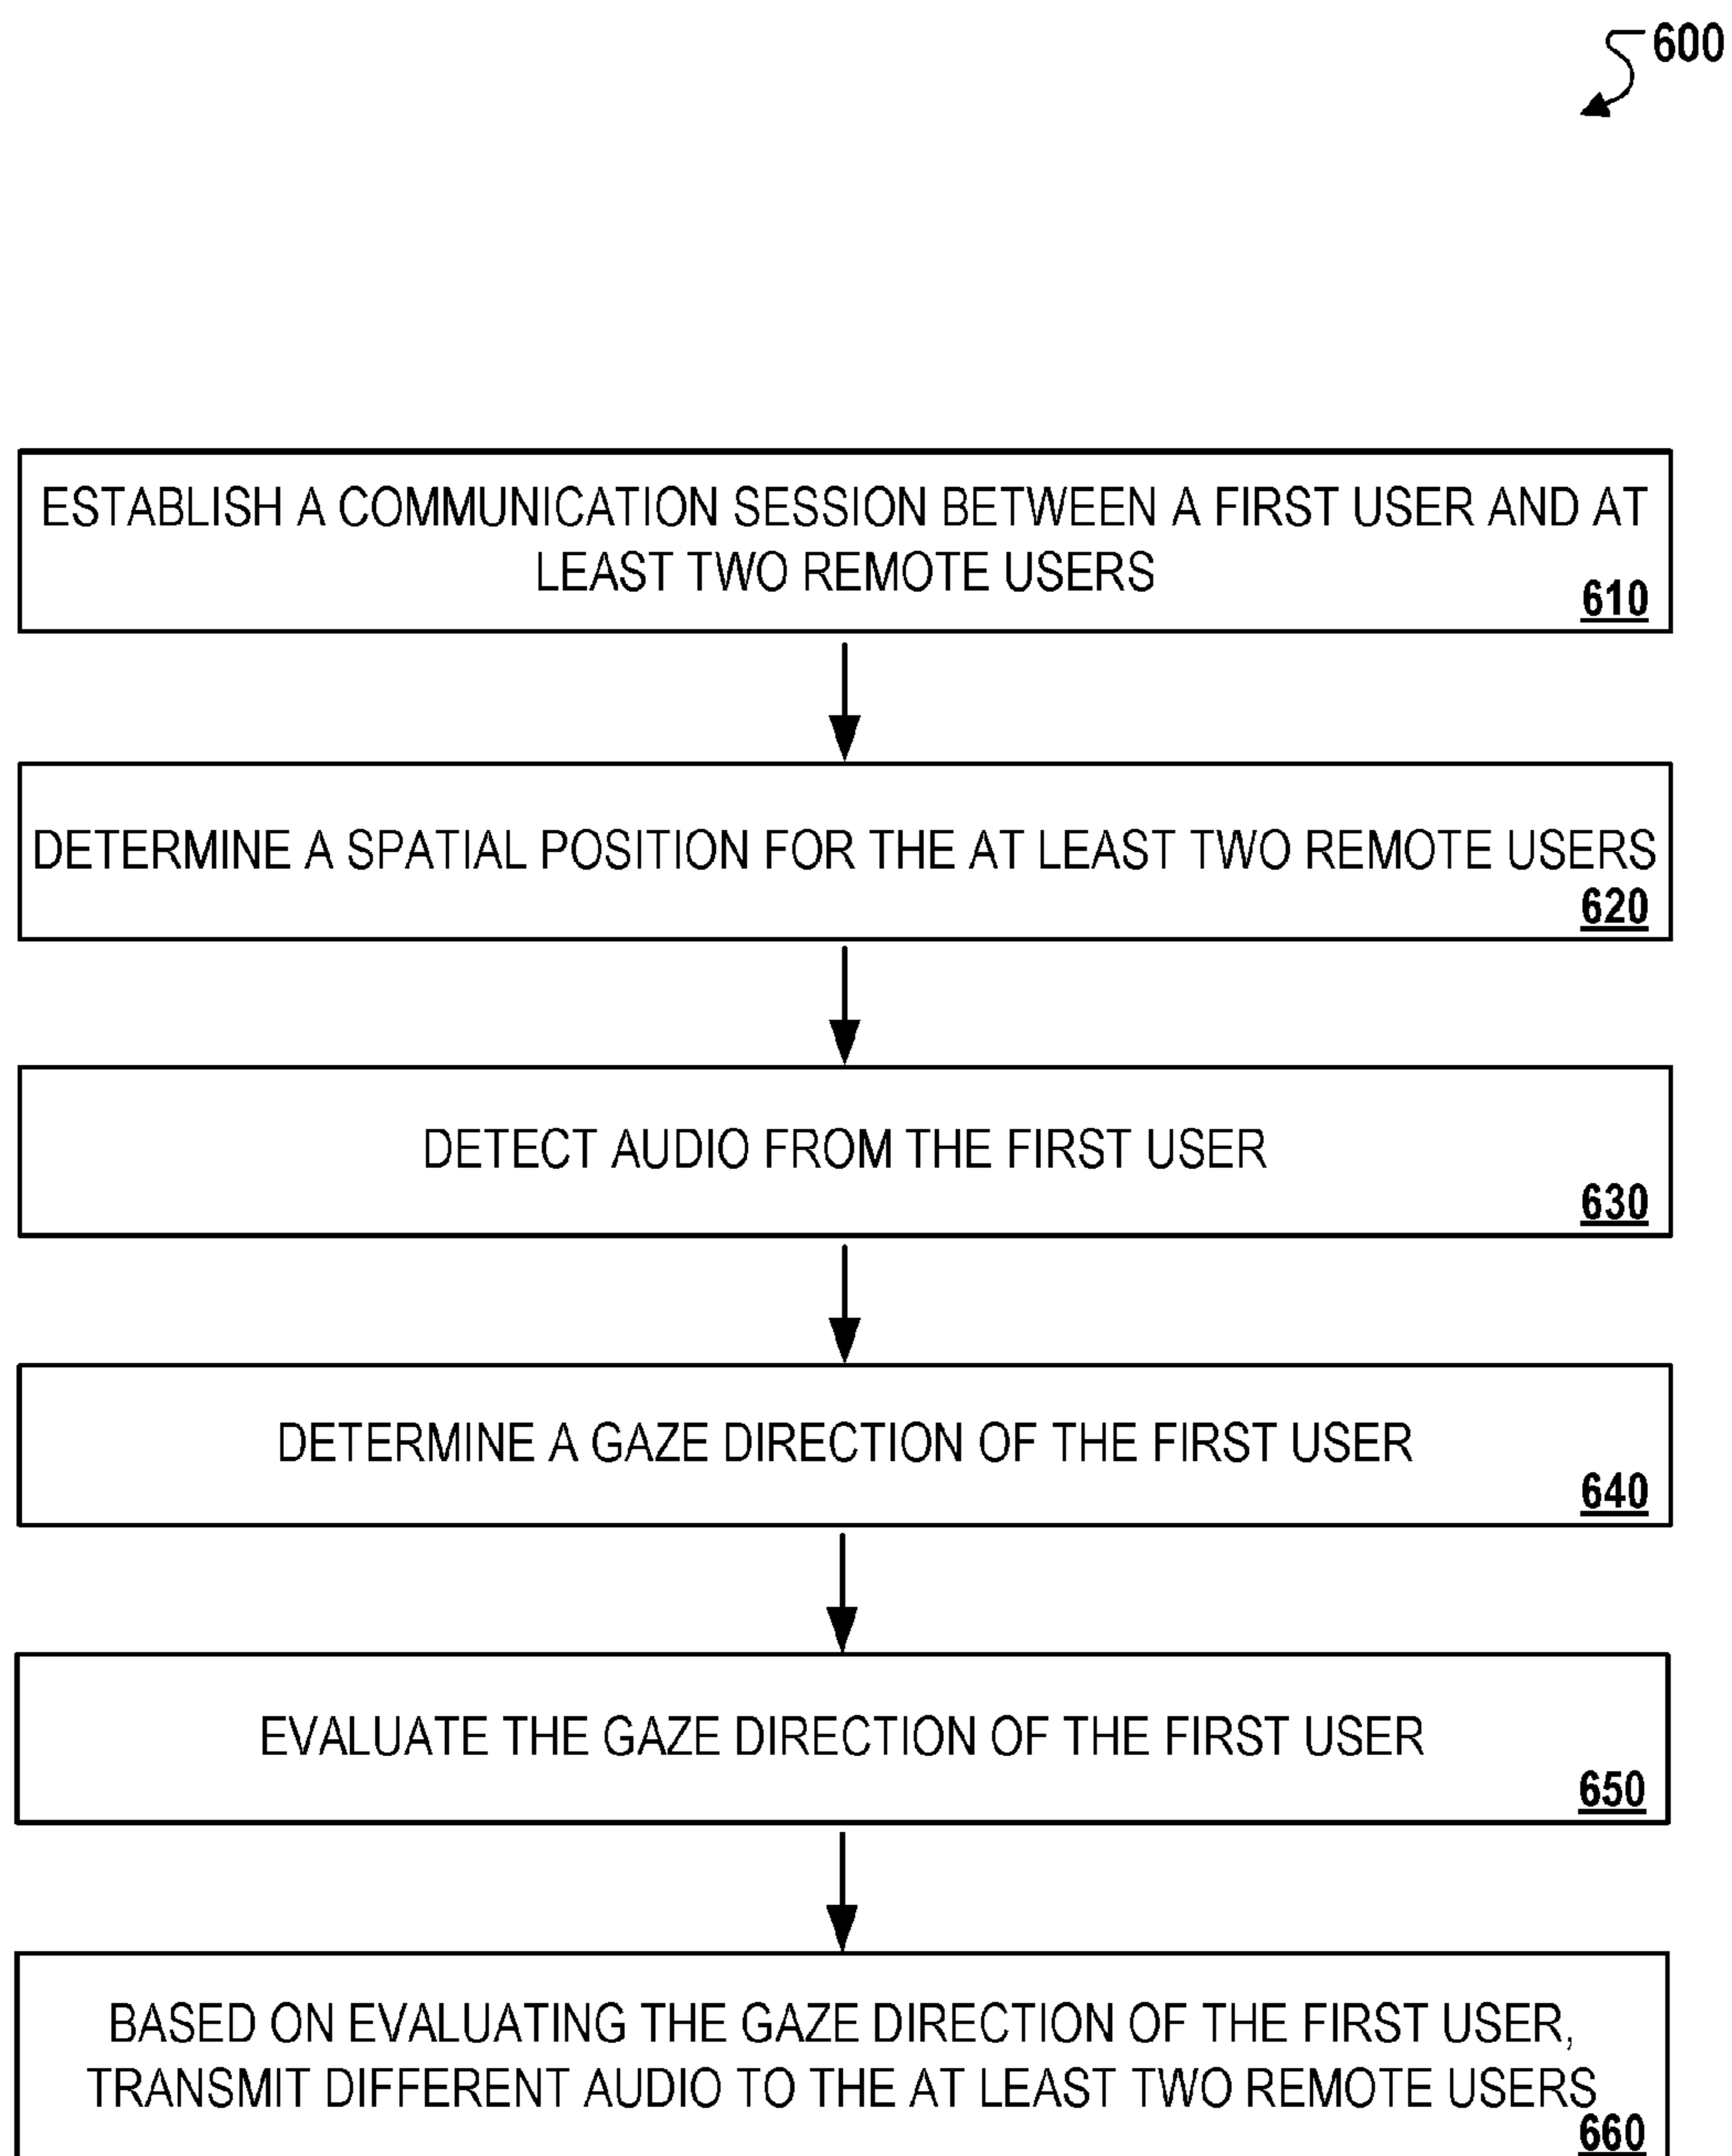 600
ESTABLISH A COMMUNICATION SESSION BETWEEN A FIRST USER AND AT
LEAST TWO REMOTE USERS
610
DETERMINE A SPATIAL POSITION FOR THE AT LEAST TWO REMOTE USERS
620
DETECT AUDIO FROM THE FIRST USER
630
DETERMINE A GAZE DIRECTION OF THE FIRST USER
640
EVALUATE THE GAZE DIRECTION OF THE FIRST USER
650
BASED ON EVALUATING THE GAZE DIRECTION OF THE FIRST USER,
TRANSMIT DIFFERENT AUDIO TO THE AT LEAST TWO REMOTE USERS
660